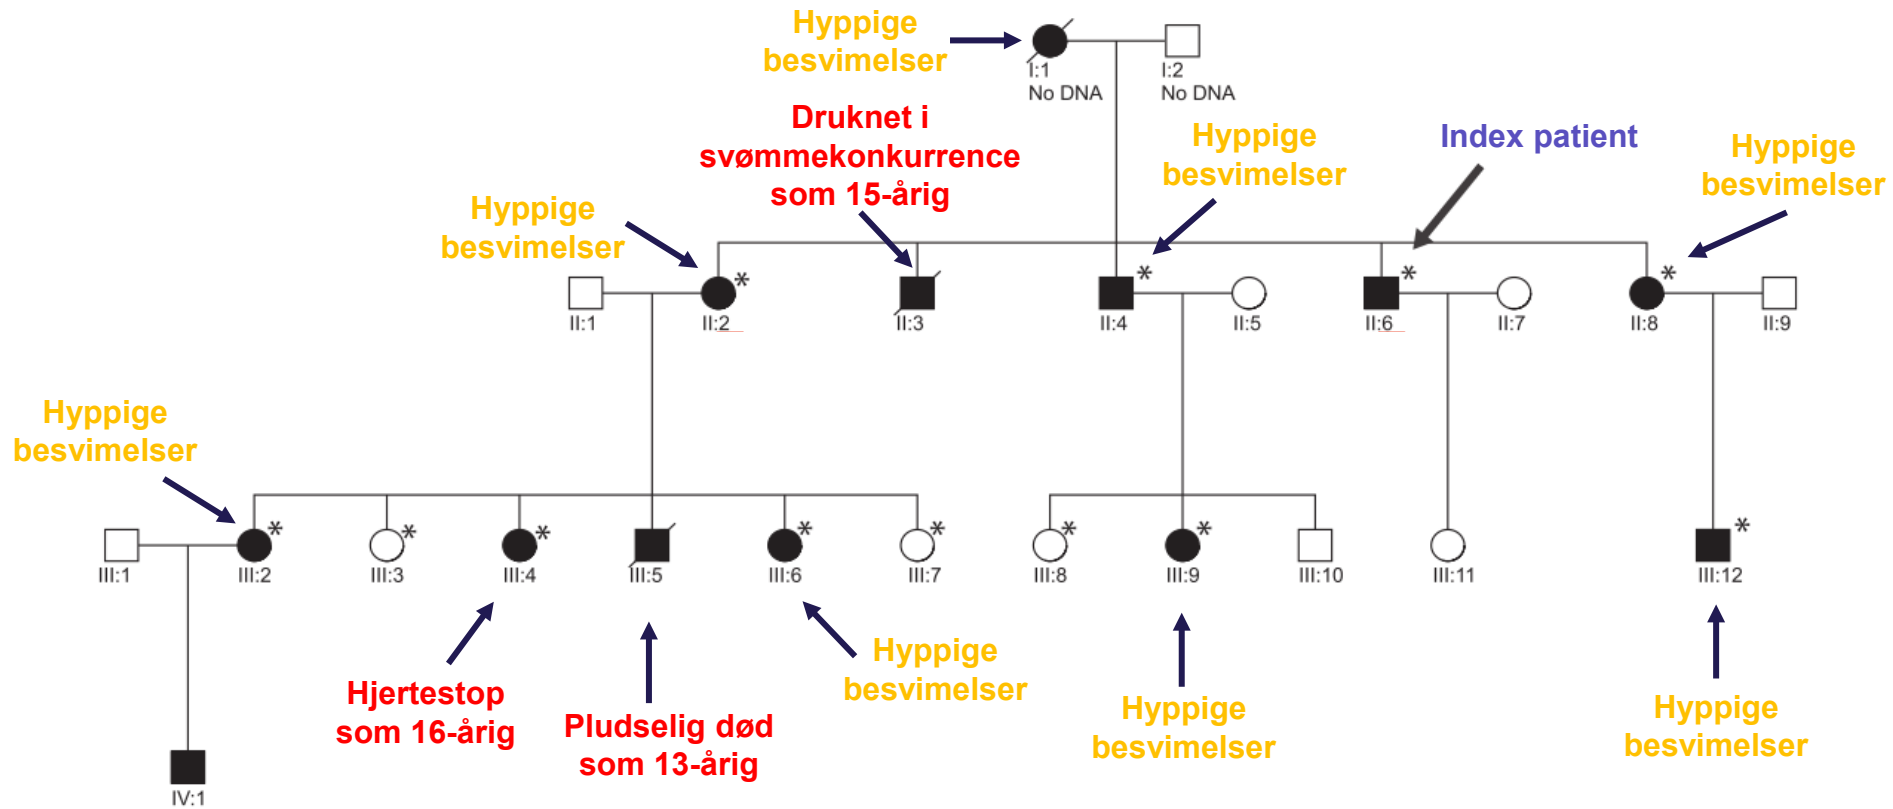 Hyppige
besvimelser
I:1
No DNA
I:2
No DNA
Druknet i
svømmekonkurrence
som 15-årig
Hyppige
besvimelser
Index patient
Hyppige
besvimelser
Hyppige
besvimelser
* * * *
II:1
II:2
II:3
II:4
II:5
II:6
II:7
II:8
II:9
Hyppige
besvimelser
* * * * * * * *
III:1
III:2
III:3
III:4
III:5
III:6
III:7
III:8
III:9
III:10
III:11
III:12
Hjertestop
som 16-årig
Pludselig død
som 13-årig
Hyppige
besvimelser
Hyppige
besvimelser
Hyppige
besvimelser
IV:1